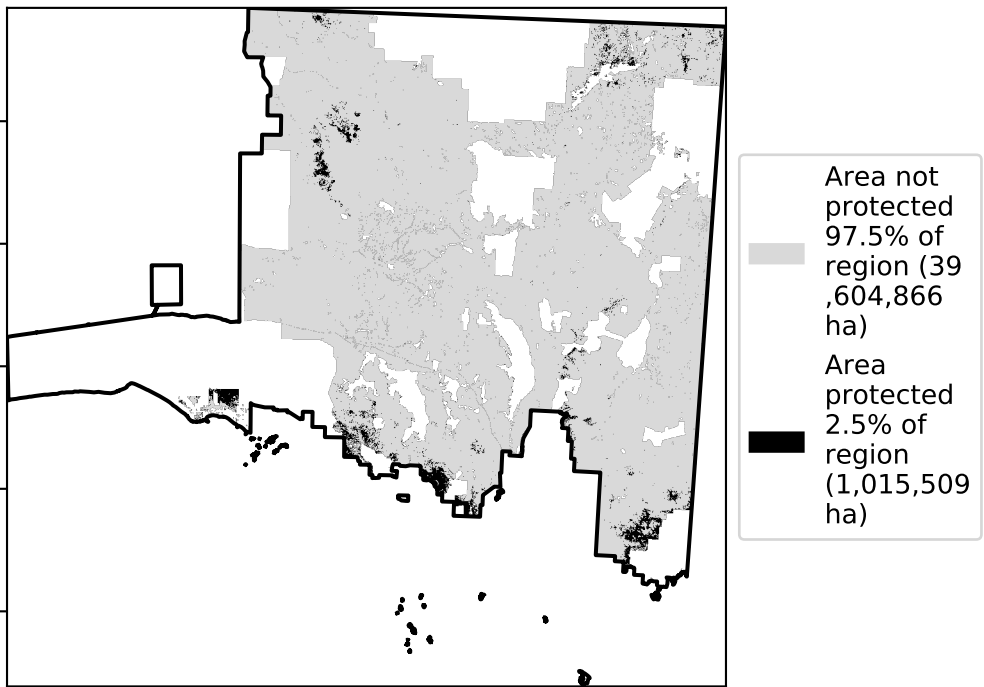 Area not
protected
97.5% of
region (39
,604,866
ha)
Area
protected
2.5% of
region
(1,015,509
ha)